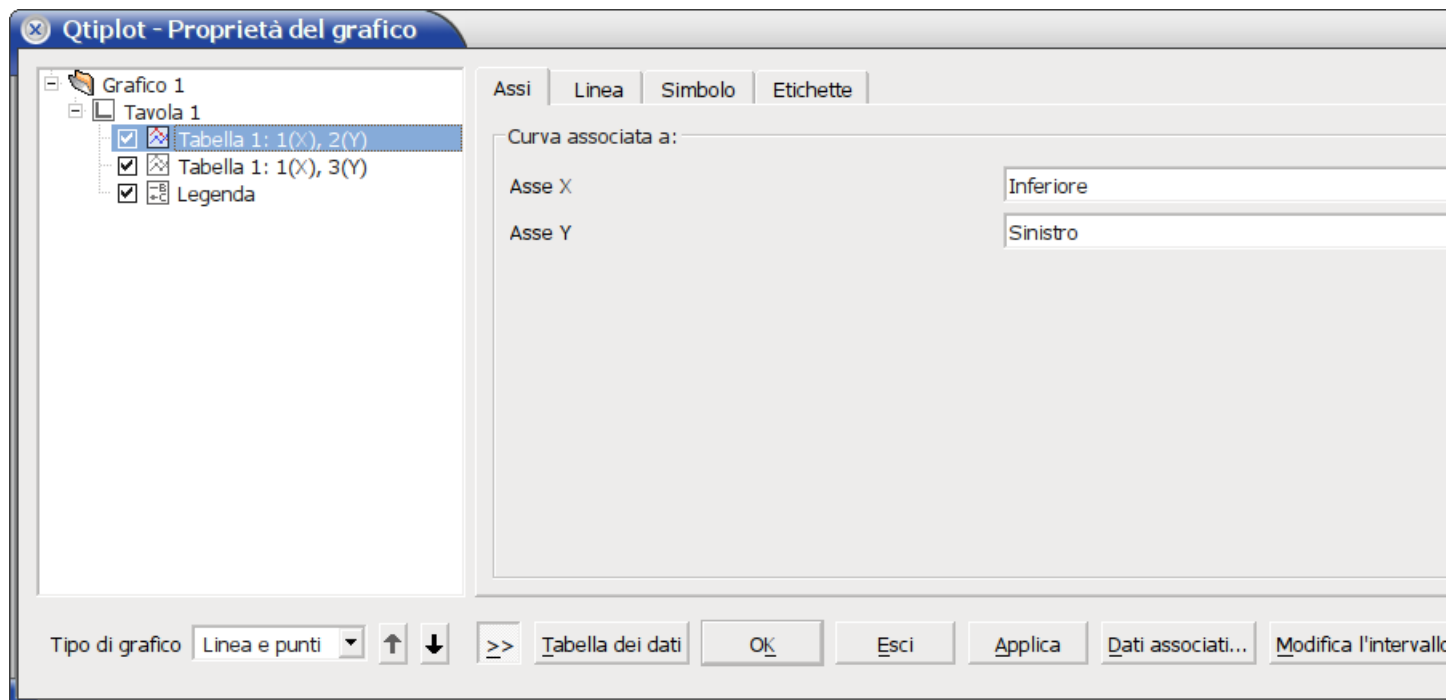 Qtiplot - Proprietà del grafico
Grafico 1
Tavola 1
Tabella 1: 1(X), 2(Y)
Tabella 1: 1(X), 3(Y)
Legenda
Assi Linea Simbolo Etichette
Curva associata a:
Asse X Inferiore
Asse Y Sinistro
Tipo di grafico Linea e punti >> Tabella dei dati OK Esci Applica Dati associati... Modifica l'intervallo